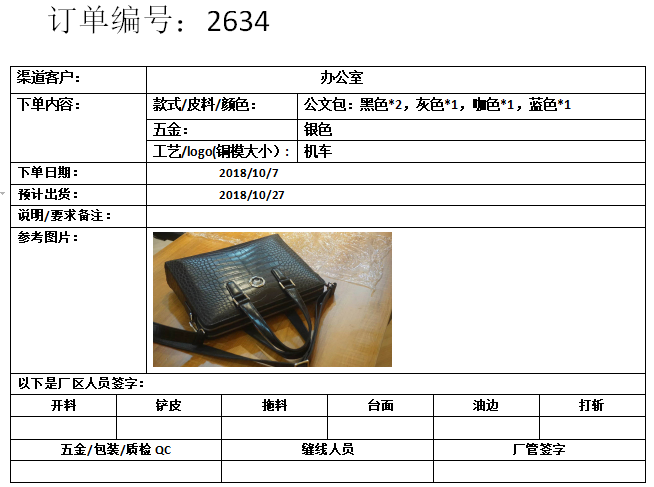 订单编号：2634
渠道客户： 办公室
下单内容： 款式/皮料/颜色： 公文包：黑色*2，灰色*1，咖色*1，蓝色*1
五金： 银色
工艺/logo(铜模大小）: 机车
下单日期： 2018/10/7
预计出货： 2018/10/27
说明/要求备注：
参考图片：
以下是厂区人员签字：
开料 铲皮 拖料 台面 油边 打斩
五金/包装/质检 QC 缝线人员 厂管签字